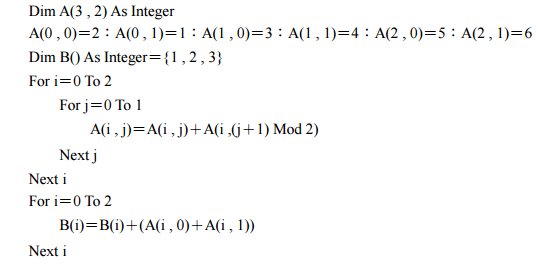 Dim A(3 , 2) As Integer
A(0 , 0)=2：A(0 , 1)=1：A(1 , 0)=3：A(1 , 1)=4：A(2 , 0)=5：A(2 , 1)=6
Dim B() As Integer={1 , 2 , 3}
For i=0 To 2
For j=0 To 1
A(i , j)=A(i , j)+A(i ,(j+1) Mod 2)
Next j
Next i
For i=0 To 2
B(i)=B(i)+(A(i , 0)+A(i , 1))
Next i